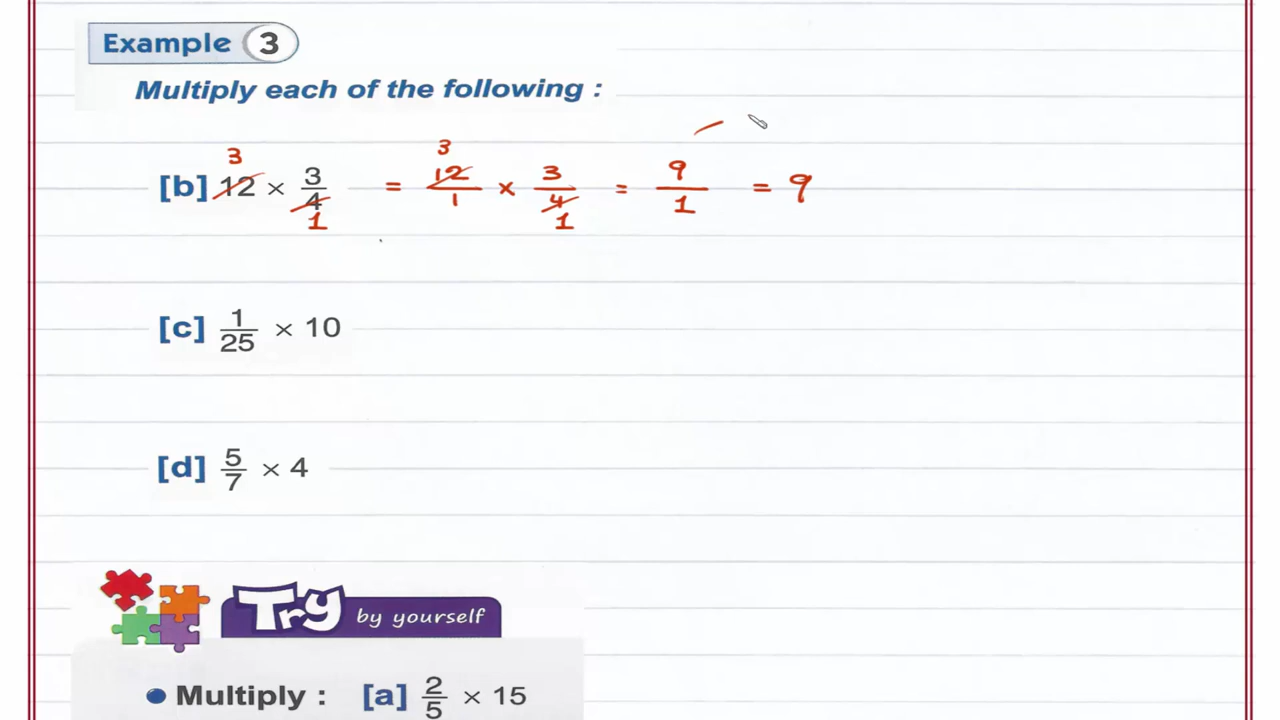 Example 3
Multiply each of the following :
3 3
[b] 12 × 3/4 = 12/1 × 3/4 = 9/1 = 9
1 1
[c] 1/25 × 10
[d] 5/7 × 4
Try by yourself
Multiply : [a] 2/5 × 15